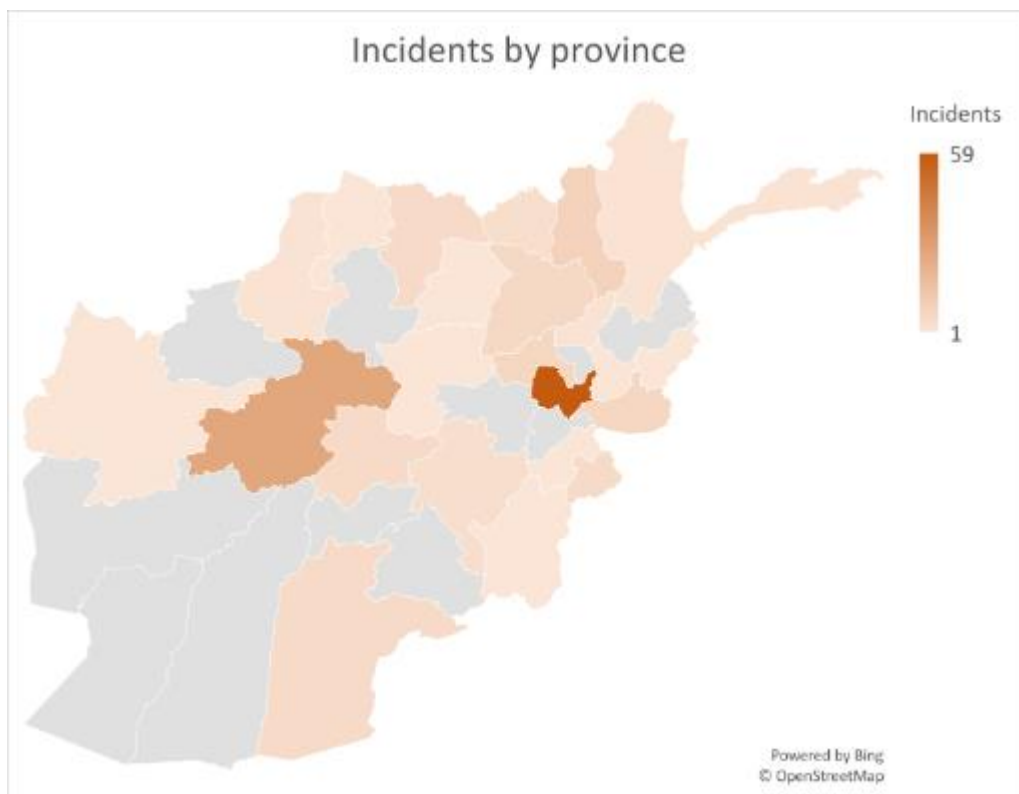 Incidents by province
Incidents
59
1
Powered by Bing
© OpenStreetMap